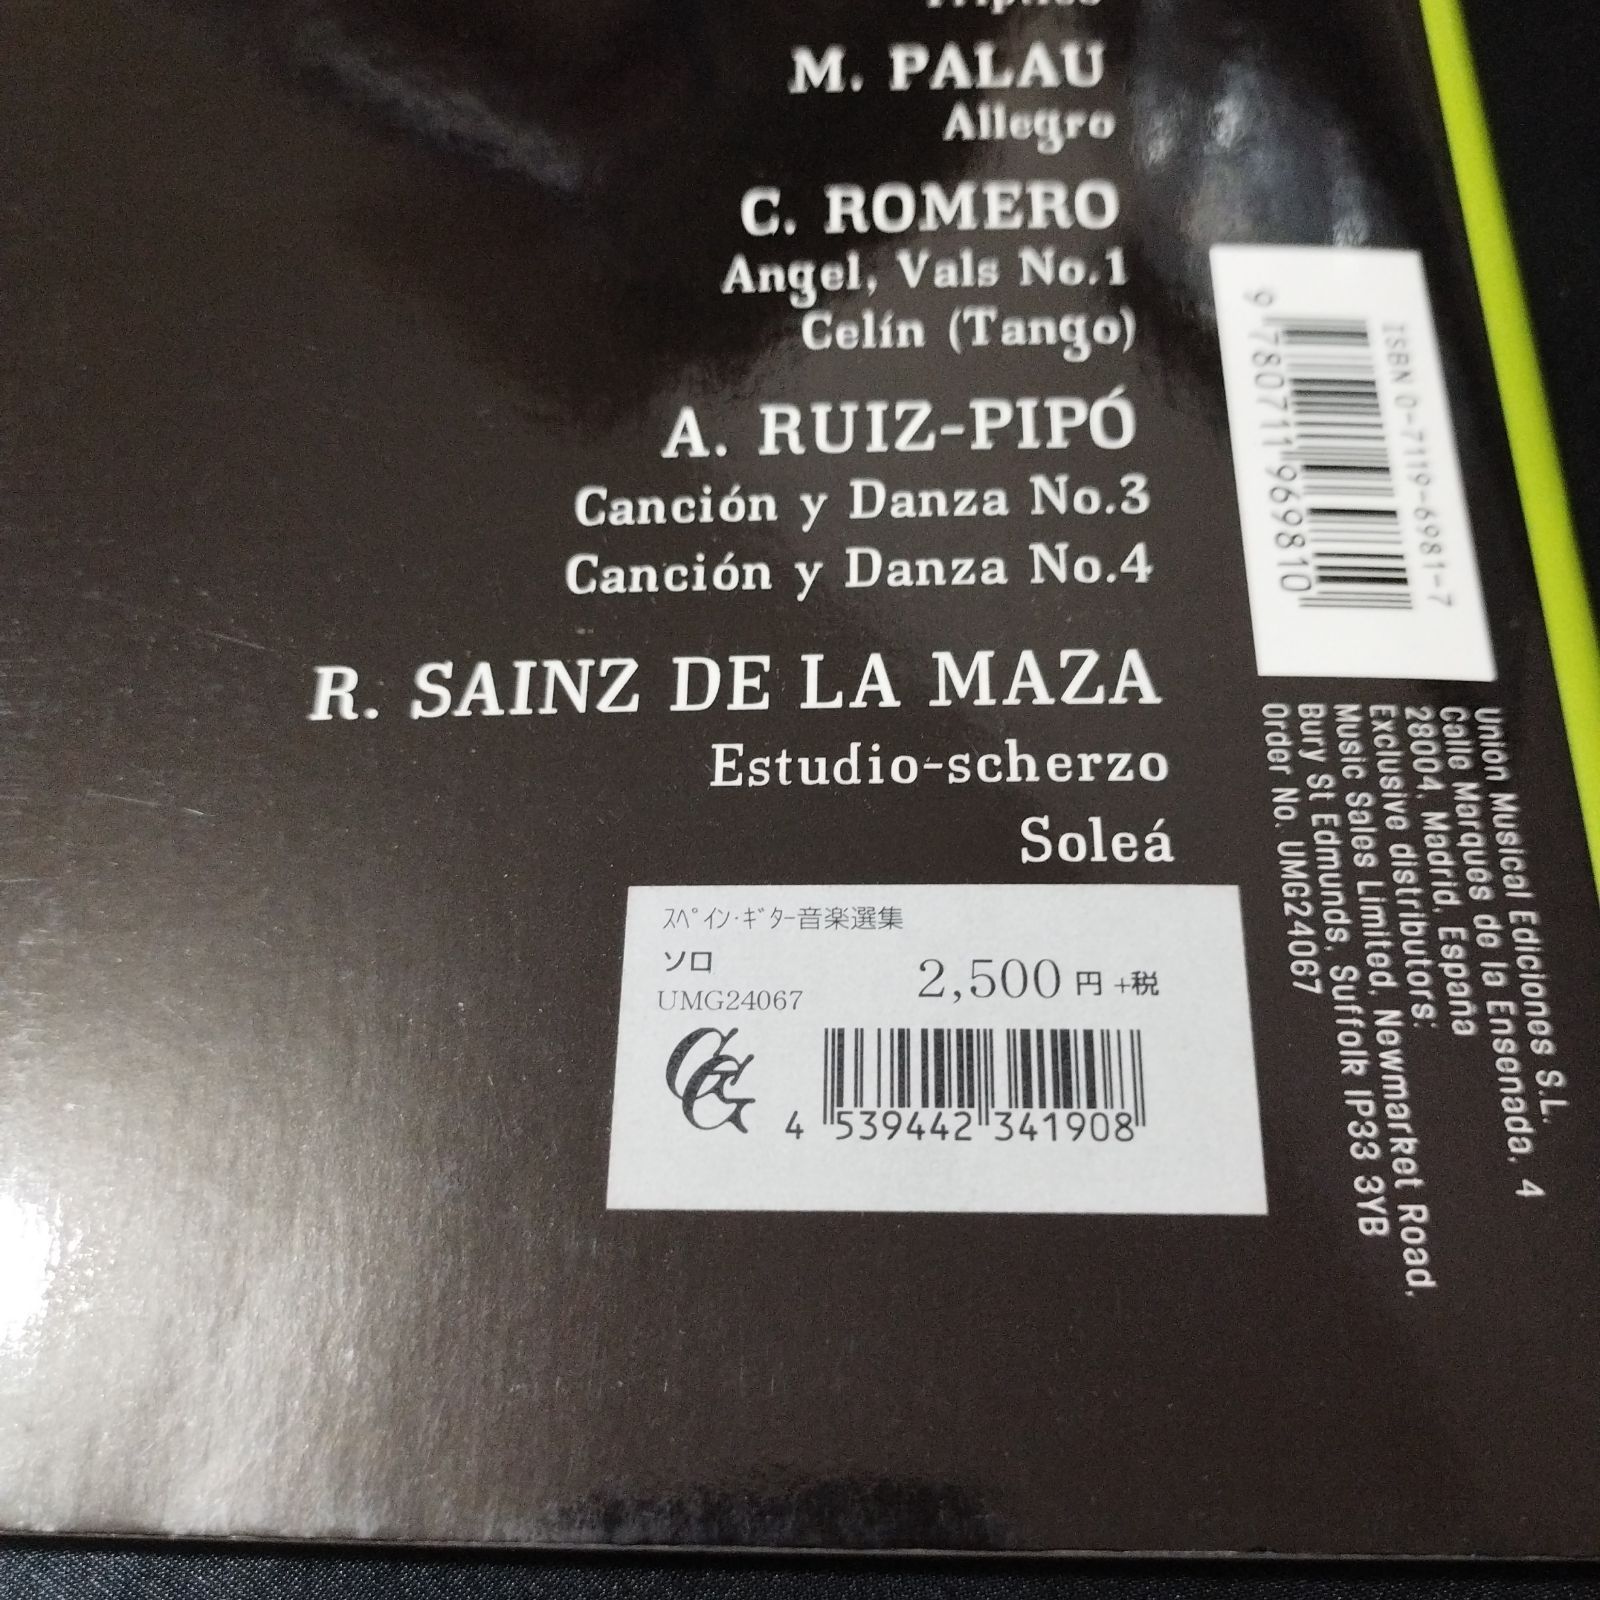 M. PALAU
Allegro
C. ROMERO
Angel, Vals No.1
Celín (Tango)
A. RUIZ-PIPÓ
Canción y Danza No.3
Canción y Danza No.4
R. SAINZ DE LA MAZA
Estudio-scherzo
Soleá
ISBN 0-7119-6981-7
9 780711 969810
Unión Musical Ediciones S.L.
Calle Marqués de la Ensenada, 4
28004, Madrid, España
Exclusive distributors:
Music Sales Limited, Newmarket Road,
Bury St Edmunds, Suffolk IP33 3YB
Order No. UMG24067
ｽﾍﾟイン･ｷﾞﾀｰ音楽選集
ソロ
2,500 円 +税
UMG24067
GG
4 539442 341908